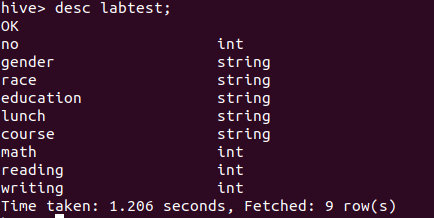 hive> desc labtest;
OK
no int
gender string
race string
education string
lunch string
course string
math int
reading int
writing int
Time taken: 1.206 seconds, Fetched: 9 row(s)